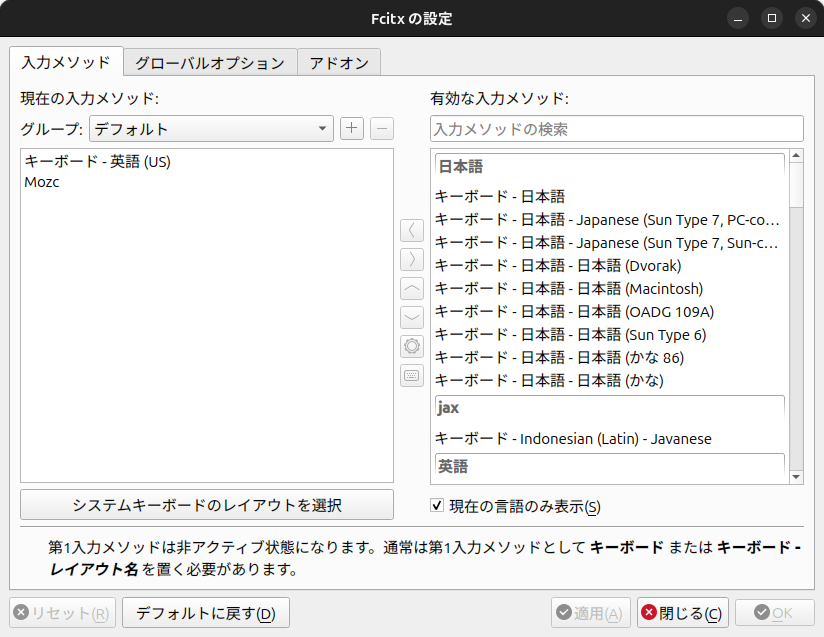 Fcitx の設定
入力メソッド
グローバルオプション
アドオン
現在の入力メソッド:
グループ: デフォルト
キーボード - 英語 (US)
Mozc
システムキーボードのレイアウトを選択
有効な入力メソッド:
入力メソッドの検索
日本語
キーボード - 日本語
キーボード - 日本語 - Japanese (Sun Type 7, PC-co…
キーボード - 日本語 - Japanese (Sun Type 7, Sun-c…
キーボード - 日本語 - 日本語 (Dvorak)
キーボード - 日本語 - 日本語 (Macintosh)
キーボード - 日本語 - 日本語 (OADG 109A)
キーボード - 日本語 - 日本語 (Sun Type 6)
キーボード - 日本語 - 日本語 (かな 86)
キーボード - 日本語 - 日本語 (かな)
jax
キーボード - Indonesian (Latin) - Javanese
英語
現在の言語のみ表示(S)
第1入力メソッドは非アクティブ状態になります。通常は第1入力メソッドとして キーボード または キーボード -
レイアウト名 を置く必要があります。
リセット(R)
デフォルトに戻す(D)
適用(A)
閉じる(C)
OK